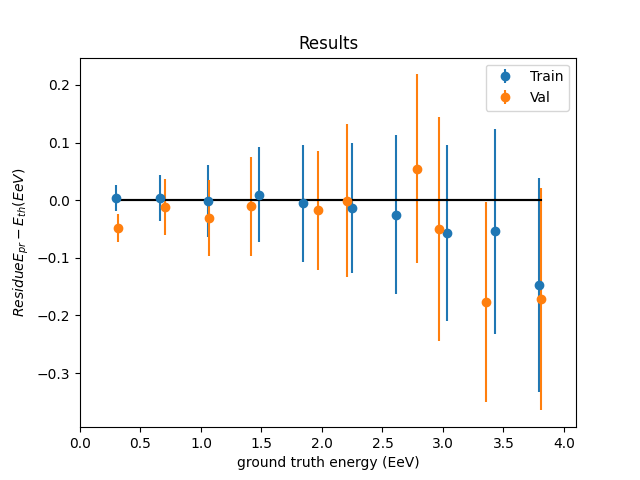 Results
Train
Val
0.2
0.1
0.0
−0.1
−0.2
−0.3
ResidueE_pr − E_th(EeV)
0.0 0.5 1.0 1.5 2.0 2.5 3.0 3.5 4.0
ground truth energy (EeV)